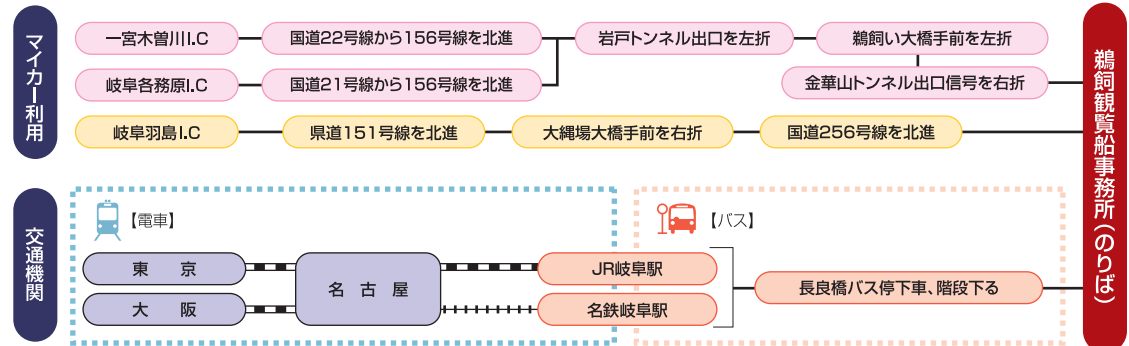 マイカー利用
一宮木曽川I.C
国道22号線から156号線を北進
岩戸トンネル出口を左折
鵜飼い大橋手前を左折
岐阜各務原I.C
国道21号線から156号線を北進
金華山トンネル出口信号を右折
岐阜羽島I.C
県道151号線を北進
大縄場大橋手前を右折
国道256号線を北進
鵜飼観覧船事務所(のりば)
交通機関
【電車】
【バス】
東 京
大 阪
名 古 屋
JR岐阜駅
名鉄岐阜駅
長良橋バス停下車、階段下る